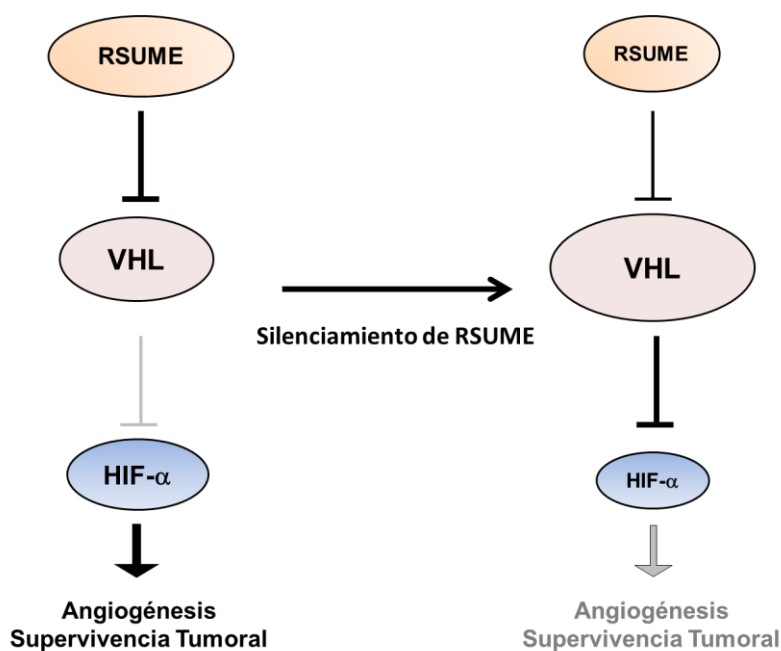 RSUME
VHL
HIF-α
Angiogénesis
Supervivencia Tumoral
Silenciamiento de RSUME
RSUME
VHL
HIF-α
Angiogénesis
Supervivencia Tumoral